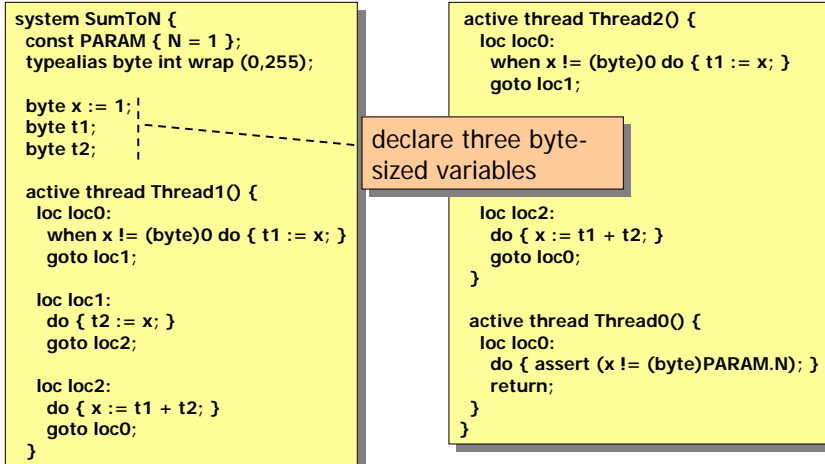 system SumToN {
const PARAM { N = 1 };
typealias byte int wrap (0,255);
byte x := 1;
byte t1;
byte t2;
active thread Thread1() {
loc loc0:
when x != (byte)0 do { t1 := x; }
goto loc1;
loc loc1:
do { t2 := x; }
goto loc2;
loc loc2:
do { x := t1 + t2; }
goto loc0;
}
declare three byte-
sized variables
active thread Thread2() {
loc loc0:
when x != (byte)0 do { t1 := x; }
goto loc1;
loc loc2:
do { x := t1 + t2; }
goto loc0;
}
active thread Thread0() {
loc loc0:
do { assert (x != (byte)PARAM.N); }
return;
}
}